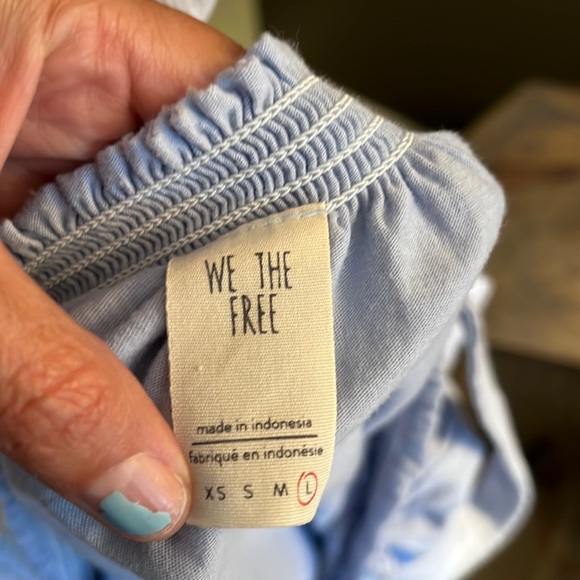 WE THE
FREE
made in indonesia
fabriqué en indonésie
XS S M L